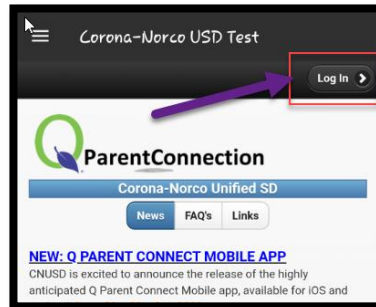 Corona-Norco USD Test
Log In
ParentConnection
Corona-Norco Unified SD
News FAQ's Links
NEW: Q PARENT CONNECT MOBILE APP
CNUSD is excited to announce the release of the highly
anticipated Q Parent Connect Mobile app, available for iOS and